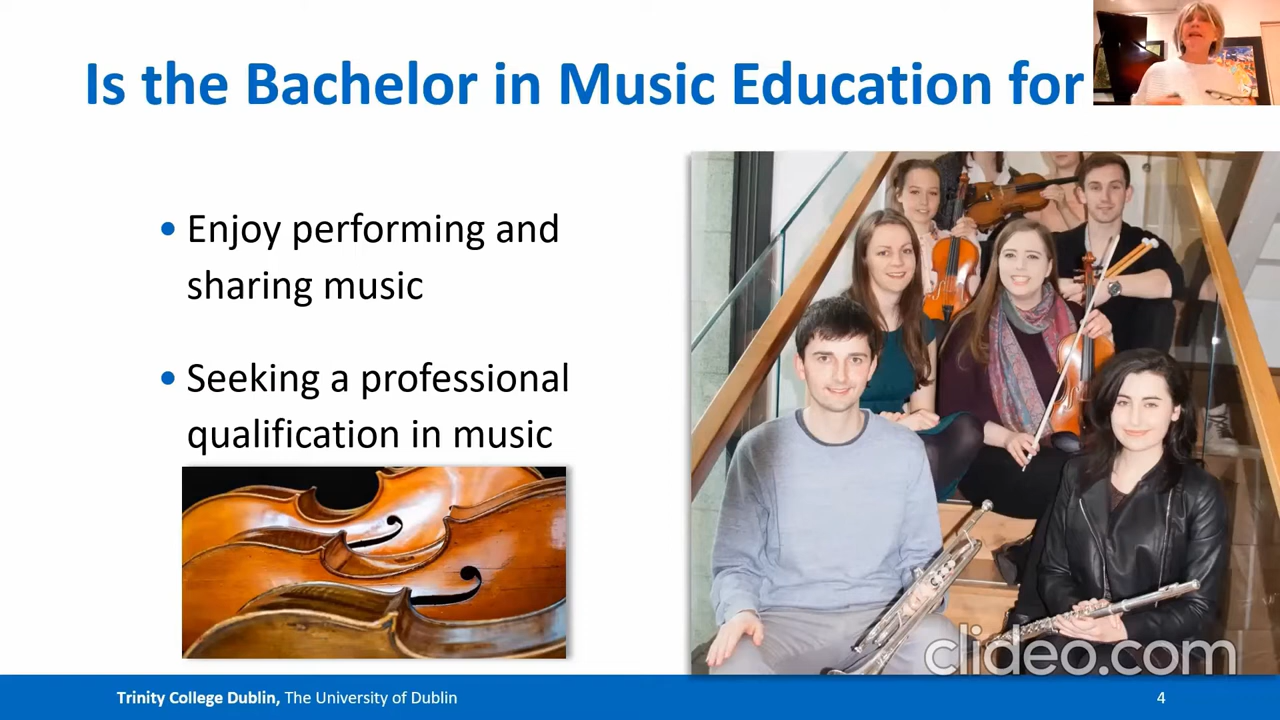 Is the Bachelor in Music Education for
• Enjoy performing and
sharing music
• Seeking a professional
qualification in music
clideo.com
Trinity College Dublin, The University of Dublin
4